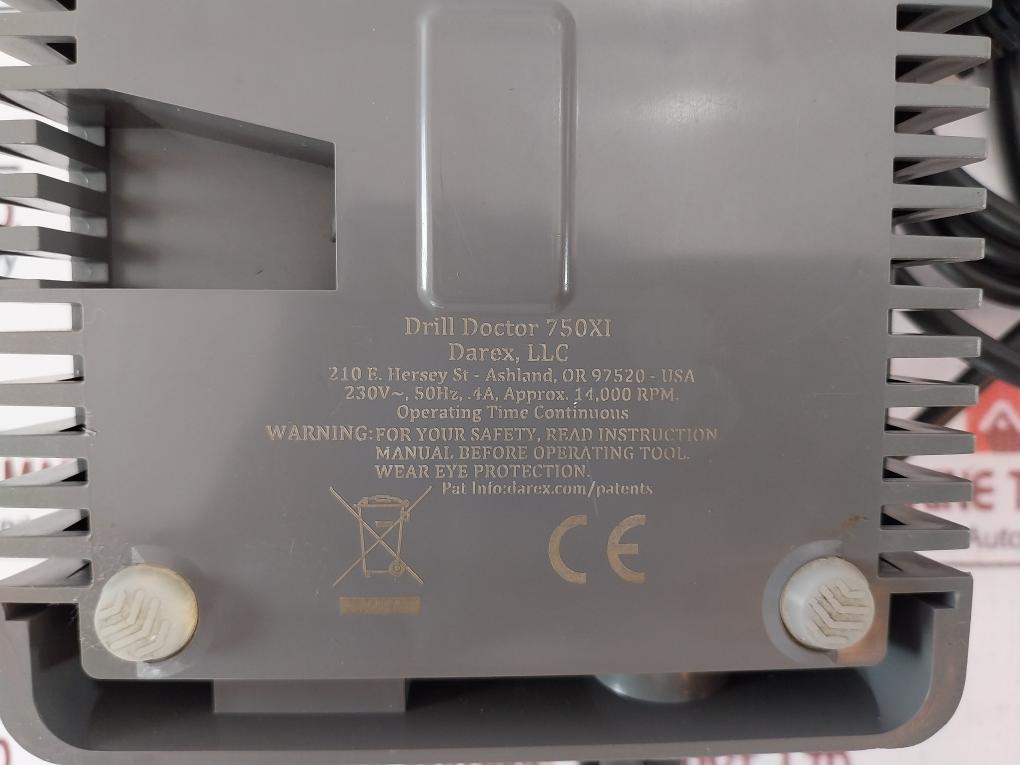 Drill Doctor 750XI
Darex, LLC
210 E. Hersey St - Ashland, OR 97520 - USA
230V~, 50Hz, .4A, Approx. 14,000 RPM.
Operating Time Continuous
WARNING:FOR YOUR SAFETY, READ INSTRUCTION
MANUAL BEFORE OPERATING TOOL.
WEAR EYE PROTECTION.
Pat Info:darex.com/patents
CE